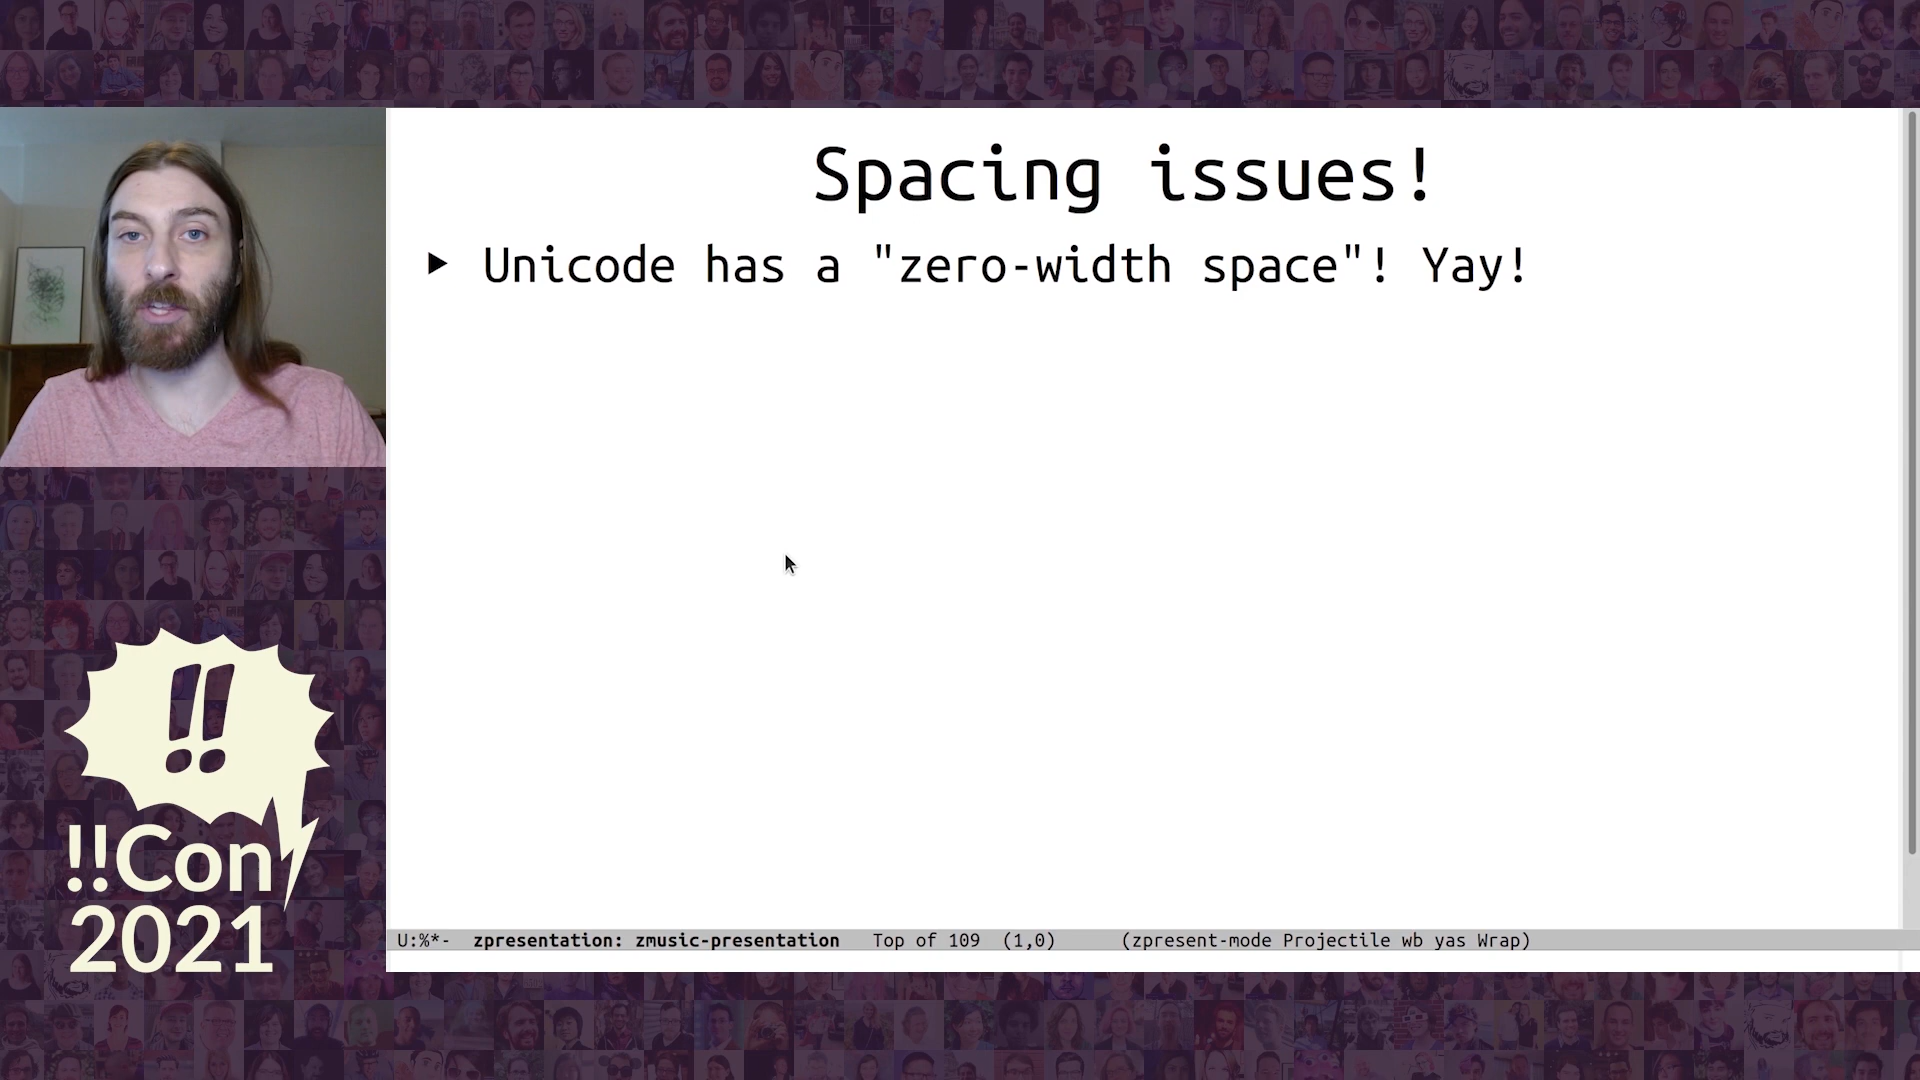 Spacing issues!
▶ Unicode has a "zero-width space"! Yay!
!!
!!Con
2021
U:%*-  zpresentation: zmusic-presentation   Top of 109  (1,0)      (zpresent-mode Projectile wb yas Wrap)